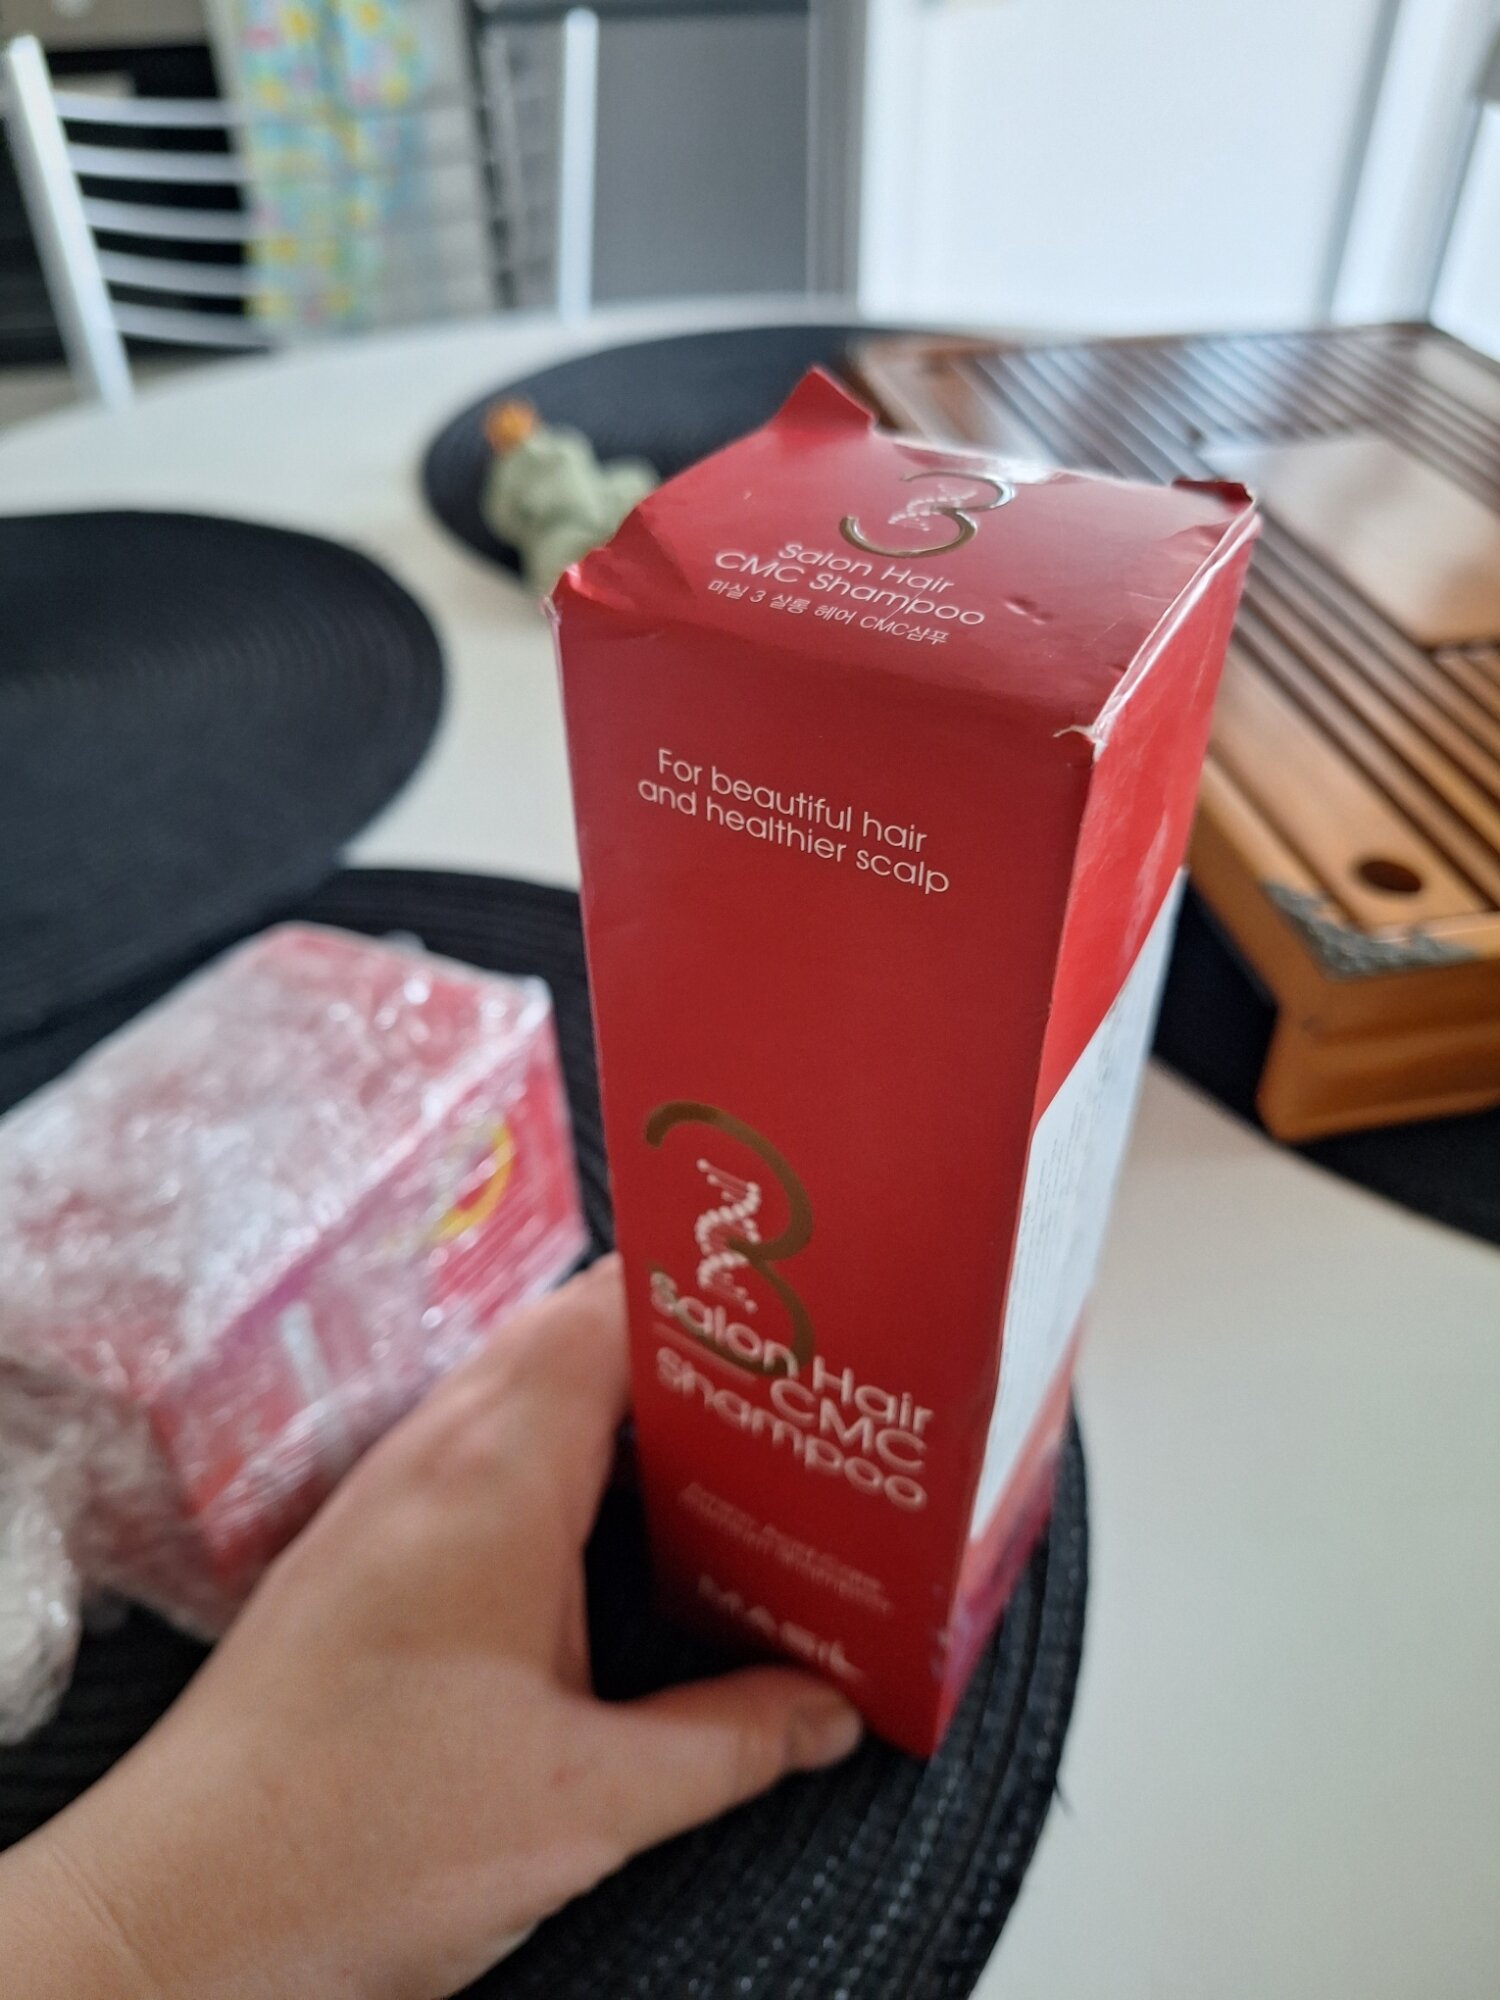 3
Salon Hair
CMC Shampoo
마실 3 살롱 헤어 CMC샴푸
For beautiful hair
and healthier scalp
3
Salon Hair
CMC
Shampoo
MASIL